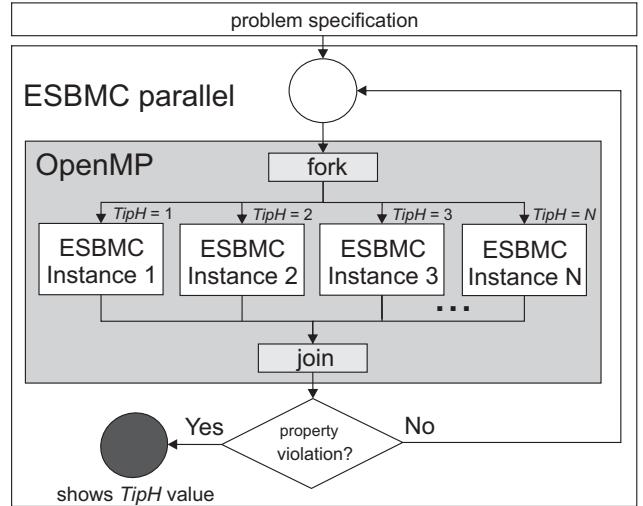 problem specification
ESBMC parallel
OpenMP
fork
TipH = 1
TipH = 2
TipH = 3
TipH = N
ESBMC
Instance 1
ESBMC
Instance 2
ESBMC
Instance 3
ESBMC
Instance N
...
join
Yes
property
violation?
No
shows TipH value